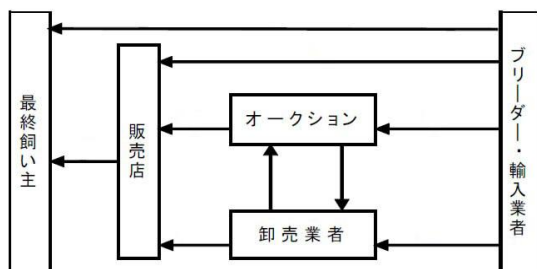 最終飼い主
販売店
オークション
卸売業者
ブリーダー・輸入業者